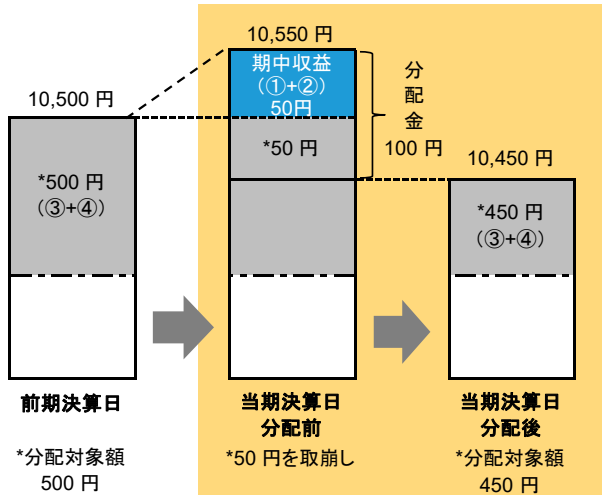 10,500 円
*500 円
(③+④)
前期決算日
*分配対象額
500 円
10,550 円
期中収益
(①+②)
50円
*50 円
分
配
金
100 円
当期決算日
分配前
*50 円を取崩し
10,450 円
*450 円
(③+④)
当期決算日
分配後
*分配対象額
450 円